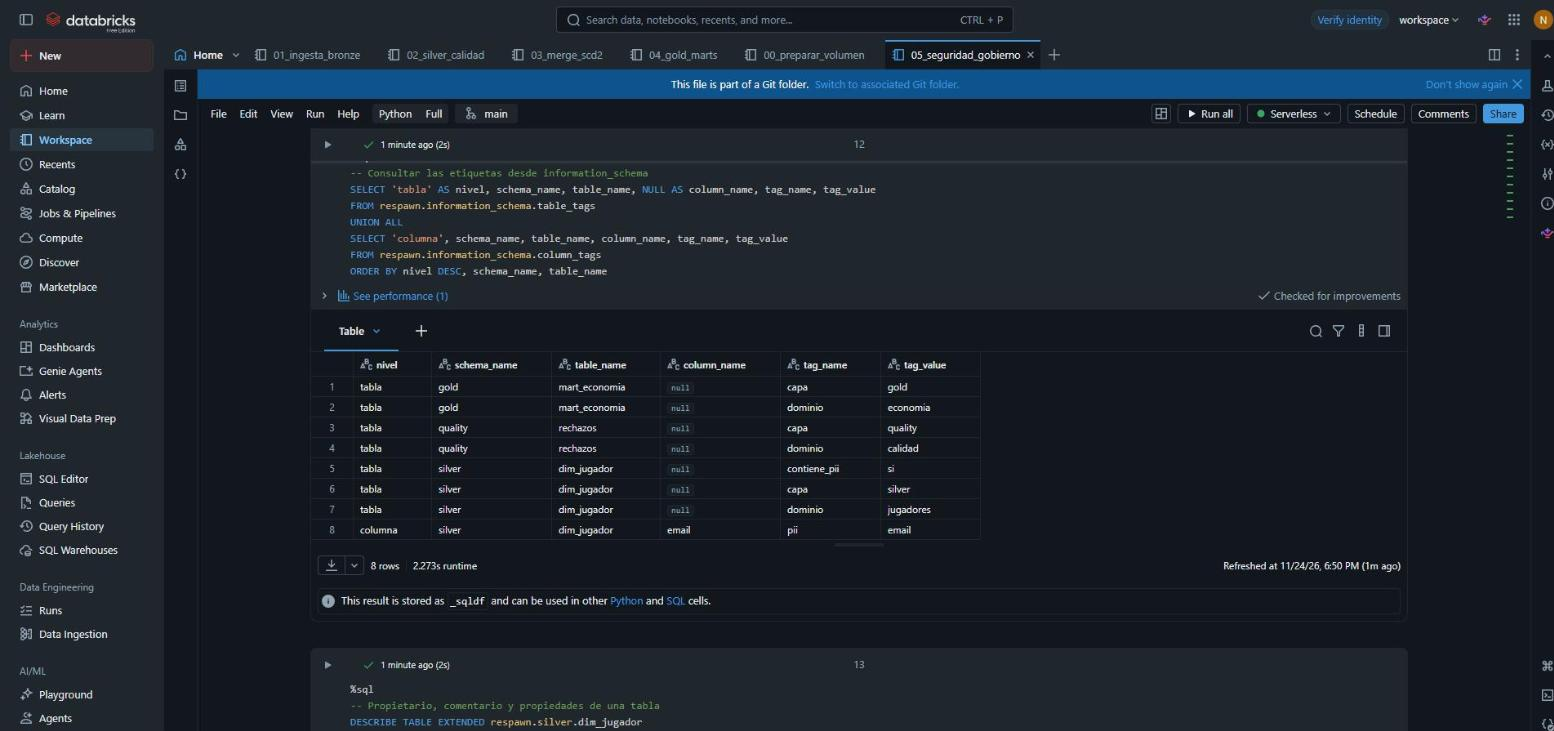 databricks
Free Edition
Search data, notebooks, recents, and more...
CTRL + P
Verify identity
workspace
N
New
Home
Learn
Workspace
Recents
Catalog
Jobs & Pipelines
Compute
Discover
Marketplace
Analytics
Dashboards
Genie Agents
Alerts
Visual Data Prep
Lakehouse
SQL Editor
Queries
Query History
SQL Warehouses
Data Engineering
Runs
Data Ingestion
AI/ML
Playground
Agents
Home
01_ingesta_bronze
02_silver_calidad
03_merge_scd2
04_gold_marts
00_preparar_volumen
05_seguridad_gobierno
This file is part of a Git folder. Switch to associated Git folder.
Don't show again
File Edit View Run Help Python Full main
Run all
Serverless
Schedule
Comments
Share
1 minute ago (2s)
12
-- Consultar las etiquetas desde information_schema
SELECT 'tabla' AS nivel, schema_name, table_name, NULL AS column_name, tag_name, tag_value
FROM respawn.information_schema.table_tags
UNION ALL
SELECT 'columna', schema_name, table_name, column_name, tag_name, tag_value
FROM respawn.information_schema.column_tags
ORDER BY nivel DESC, schema_name, table_name
See performance (1)
Checked for improvements
Table
nivel schema_name table_name column_name tag_name tag_value
1 tabla gold mart_economia null capa gold
2 tabla gold mart_economia null dominio economia
3 tabla quality rechazos null capa quality
4 tabla quality rechazos null dominio calidad
5 tabla silver dim_jugador null contiene_pii si
6 tabla silver dim_jugador null capa silver
7 tabla silver dim_jugador null dominio jugadores
8 columna silver dim_jugador email pii email
8 rows 2.273s runtime
Refreshed at 11/24/26, 6:50 PM (1m ago)
This result is stored as _sqldf and can be used in other Python and SQL cells.
1 minute ago (2s)
13
%sql
-- Propietario, comentario y propiedades de una tabla
DESCRIBE TABLE EXTENDED respawn.silver.dim_jugador